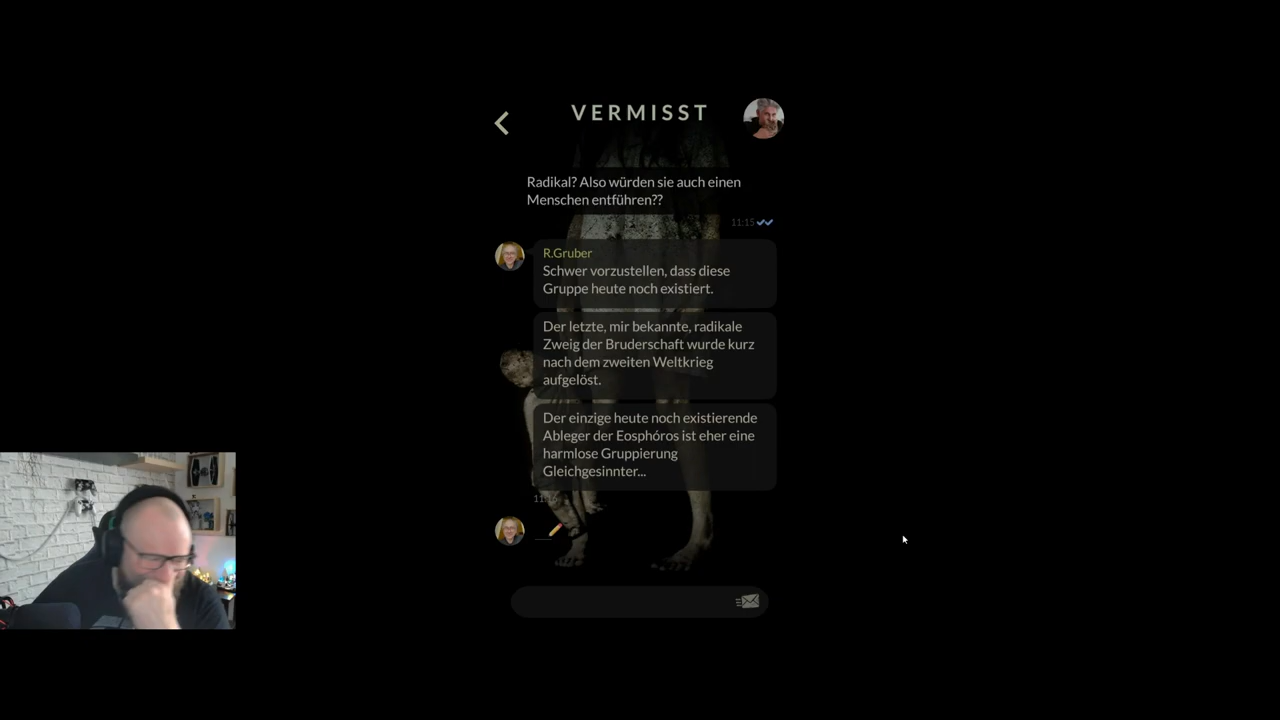 VERMISST
Radikal? Also würden sie auch einen
Menschen entführen??
11:15
R.Gruber
Schwer vorzustellen, dass diese
Gruppe heute noch existiert.
Der letzte, mir bekannte, radikale
Zweig der Bruderschaft wurde kurz
nach dem zweiten Weltkrieg
aufgelöst.
Der einzige heute noch existierende
Ableger der Eosphóros ist eher eine
harmlose Gruppierung
Gleichgesinnter...